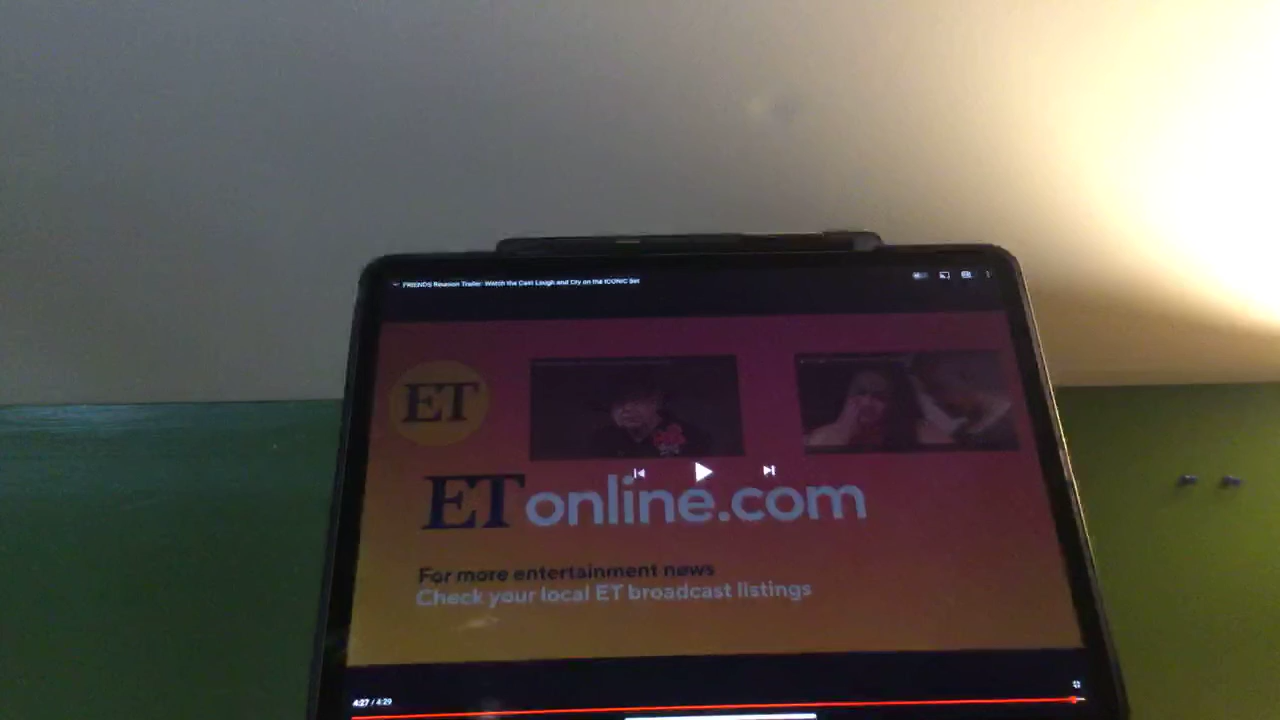 FRIENDS Reunion Trailer: Watch the Cast Laugh and Cry on the ICONIC Set
ET
ETonline.com
For more entertainment news
Check your local ET broadcast listings
4:27 / 4:29